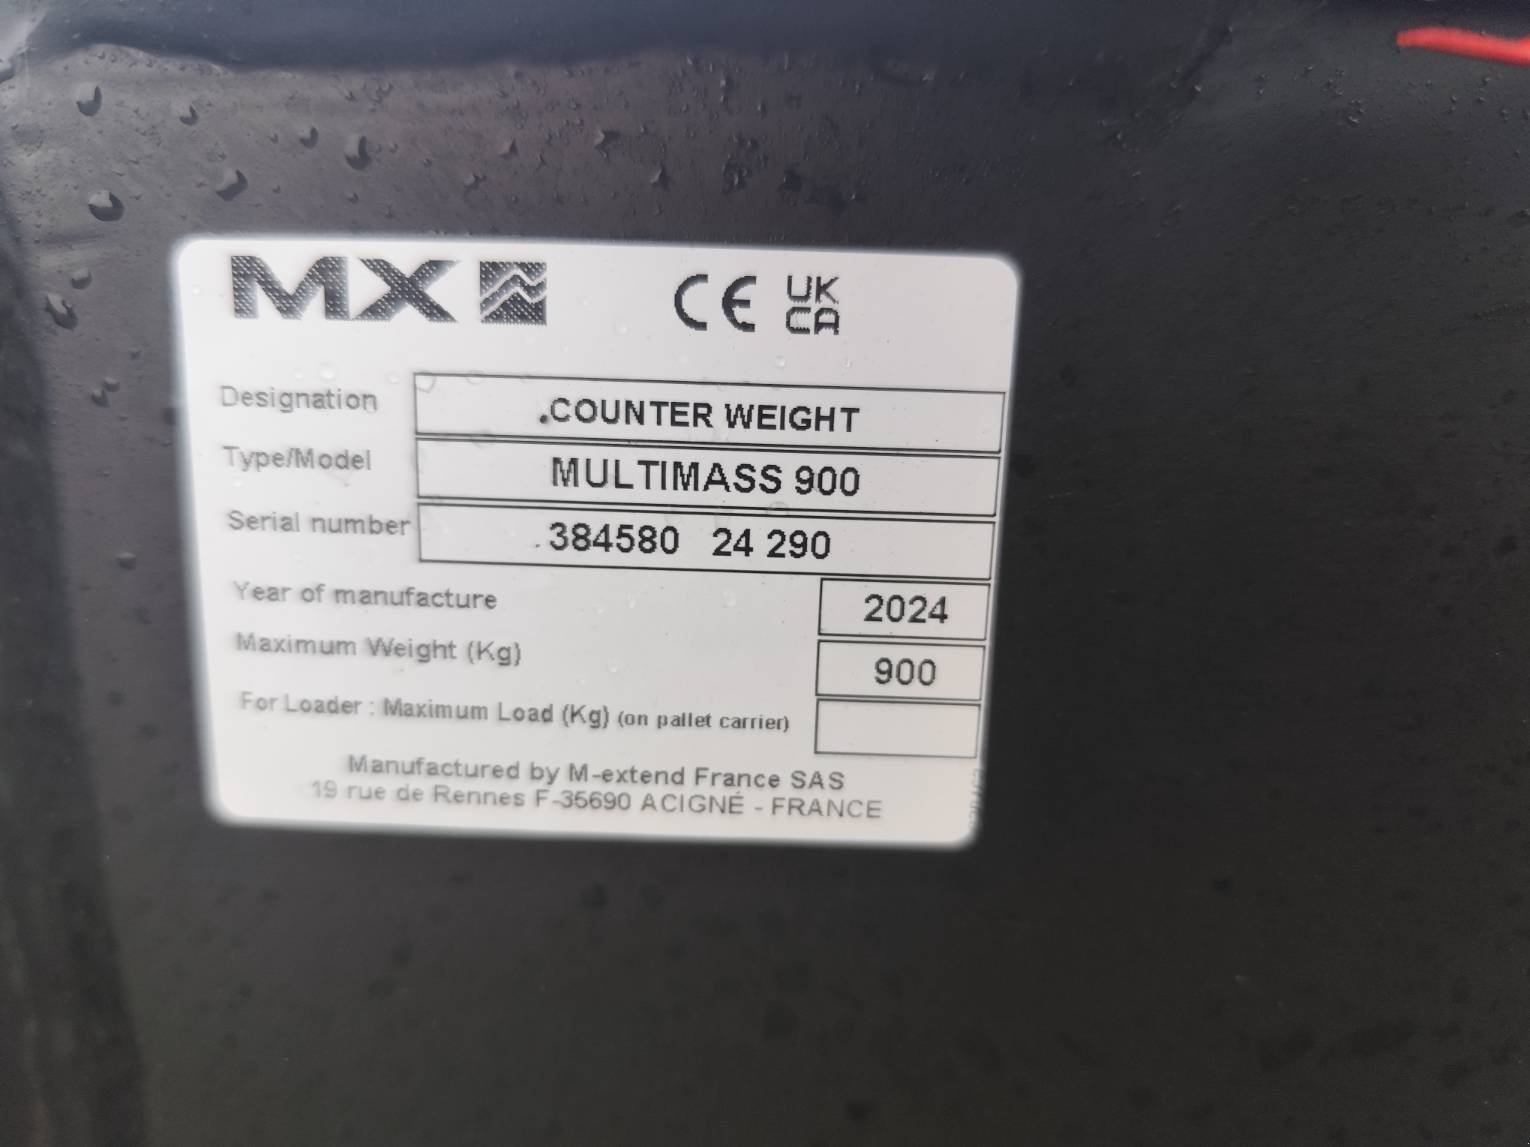 MX CE UK CA
Designation .COUNTER WEIGHT
Type/Model MULTIMASS 900
Serial number .384580 24 290
Year of manufacture 2024
Maximum Weight (Kg) 900
For Loader : Maximum Load (Kg) (on pallet carrier)
Manufactured by M-extend France SAS
19 rue de Rennes F-35690 ACIGNÉ - FRANCE